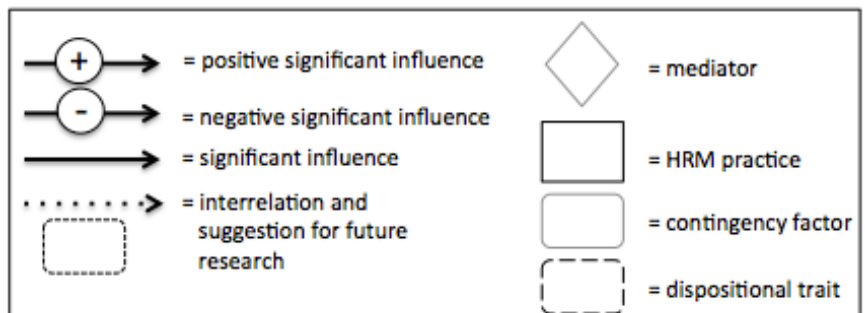 + = positive significant influence
- = negative significant influence
= significant influence
= interrelation and
suggestion for future
research
= mediator
= HRM practice
= contingency factor
= dispositional trait